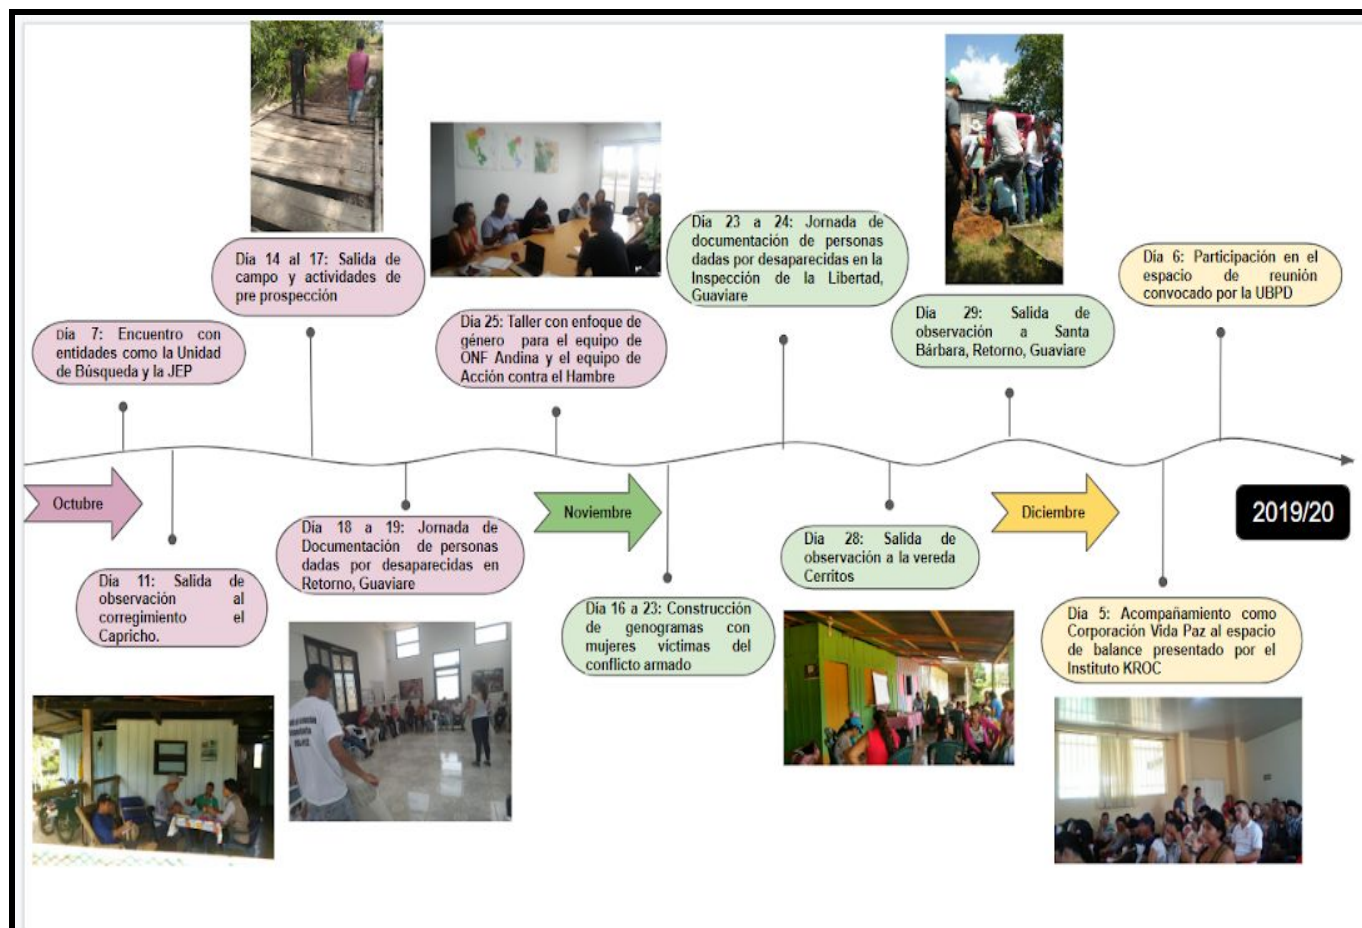 Día 14 al 17: Salida de
campo y actividades de
pre prospección
Día 23 a 24: Jornada de
documentación de personas
dadas por desaparecidas en la
Inspección de la Libertad,
Guaviare
Día 6: Participación en el
espacio de reunión
convocado por la UBPD
Día 7: Encuentro con
entidades como la Unidad
de Búsqueda y la JEP
Día 25: Taller con enfoque de
género para el equipo de
ONF Andina y el equipo de
Acción contra el Hambre
Día 29: Salida de
observación a Santa
Bárbara, Retorno, Guaviare
Octubre
Noviembre
Diciembre
2019/20
Día 11: Salida de
observación al
corregimiento el
Capricho.
Día 18 a 19: Jornada de
Documentación de personas
dadas por desaparecidas en
Retorno, Guaviare
Día 16 a 23: Construcción
de genogramas con
mujeres víctimas del
conflicto armado
Día 28: Salida de
observación a la vereda
Cerritos
Día 5: Acompañamiento como
Corporación Vida Paz al espacio
de balance presentado por el
Instituto KROC